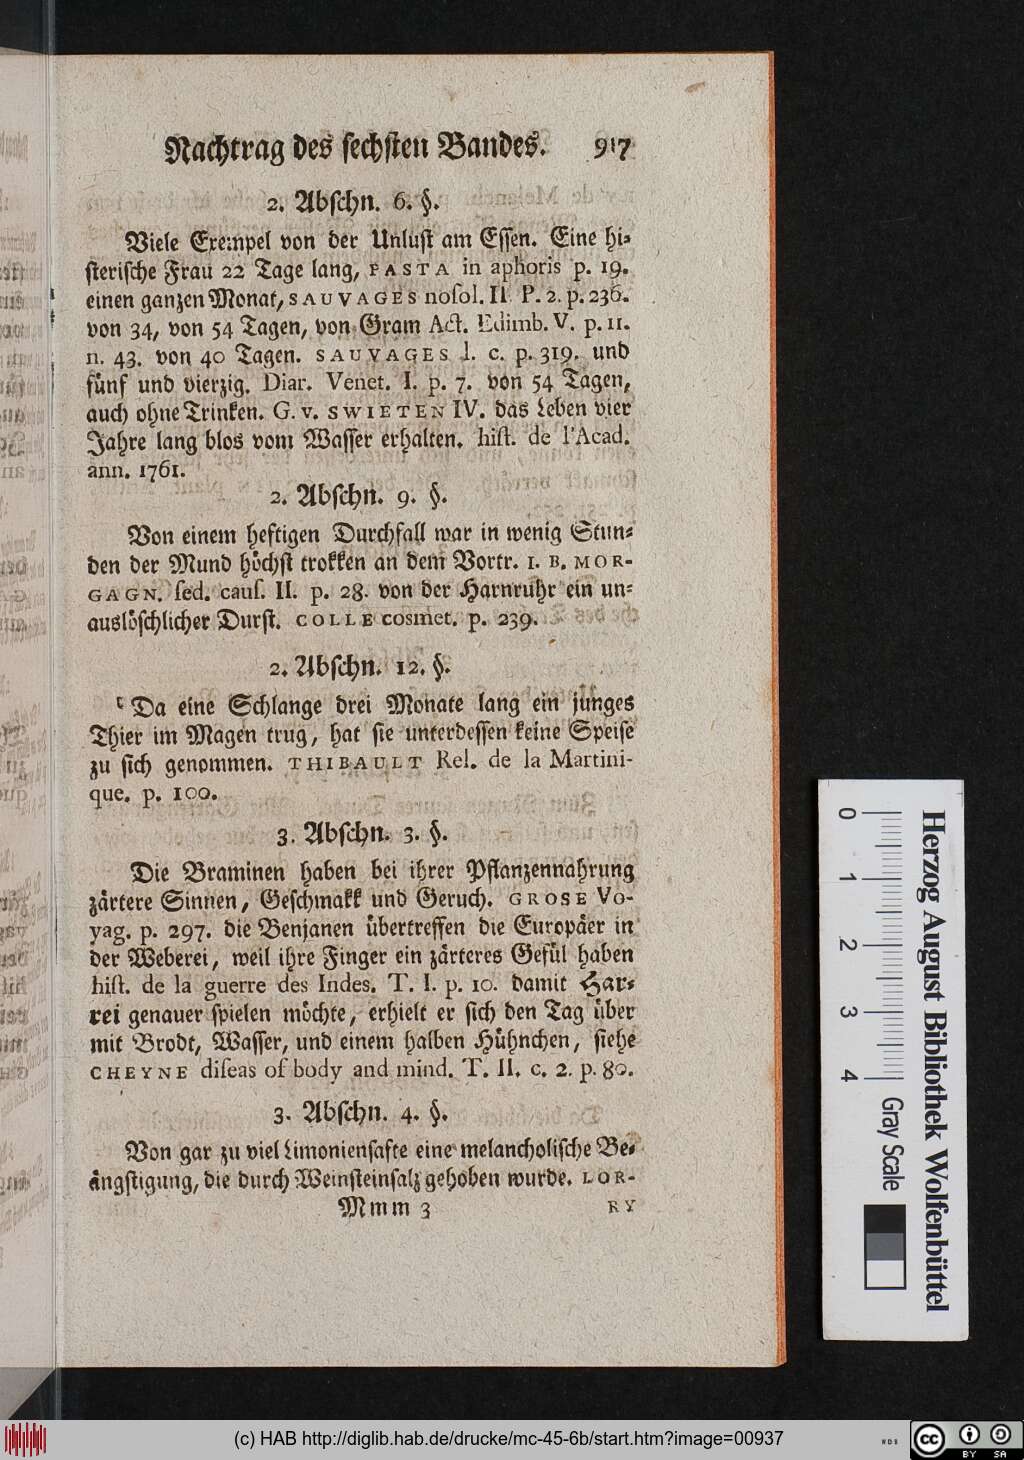 Nachtrag des sechsten Bandes. 917
2. Abschn. 6. §.
Viele Exempel von der Unlust am Essen. Eine hi-
sterische Frau 22 Tage lang, PASTA in aphoris p. 19.
einen ganzen Monat, SAUVAGES nosol. II P. 2. p. 236.
von 34, von 54 Tagen, von Gram Act. Edimb. V. p. 11.
n. 43. von 40 Tagen. SAUVAGES l. c. p. 319. und
fünf und vierzig. Diar. Venet. I. p. 7. von 54 Tagen,
auch ohne Trinken. G. v. SWIETEN IV. das Leben vier
Jahre lang blos vom Wasser erhalten. hist. de l'Acad.
ann. 1761.
2. Abschn. 9. §.
Von einem heftigen Durchfall war in wenig Stun-
den der Mund höchst trokken an dem Vortr. I. B. MOR-
GAGN. sed. caus. II. p. 28. von der Harnruhr ein un-
auslöschlicher Durst. COLLE cosmet. p. 239.
2. Abschn. 12. §.
Da eine Schlange drei Monate lang ein junges
Thier im Magen trug, hat sie unterdessen keine Speise
zu sich genommen. THIBAULT Rel. de la Martini-
que. p. 100.
3. Abschn. 3. §.
Die Braminen haben bei ihrer Pflanzennahrung
zärtere Sinnen, Geschmakk und Geruch. GROSE Vo-
yag. p. 297. die Benjanen übertreffen die Europäer in
der Weberei, weil ihre Finger ein zärteres Gefül haben
hist. de la guerre des Indes. T. I. p. 10. damit Har-
rei genauer spielen möchte, erhielt er sich den Tag über
mit Brodt, Wasser, und einem halben Hühnchen, siehe
CHEYNE diseas of body and mind. T. II. c. 2. p. 80.
3. Abschn. 4. §.
Von gar zu viel Limoniensafte eine melancholische Be-
ängstigung, die durch Weinsteinsalz gehoben wurde. LOR-
Mmm 3 RY
0 1 2 3 4 Gray Scale
Herzog August Bibliothek Wolfenbüttel
(c) HAB http://diglib.hab.de/drucke/mc-45-6b/start.htm?image=00937
cc BY SA